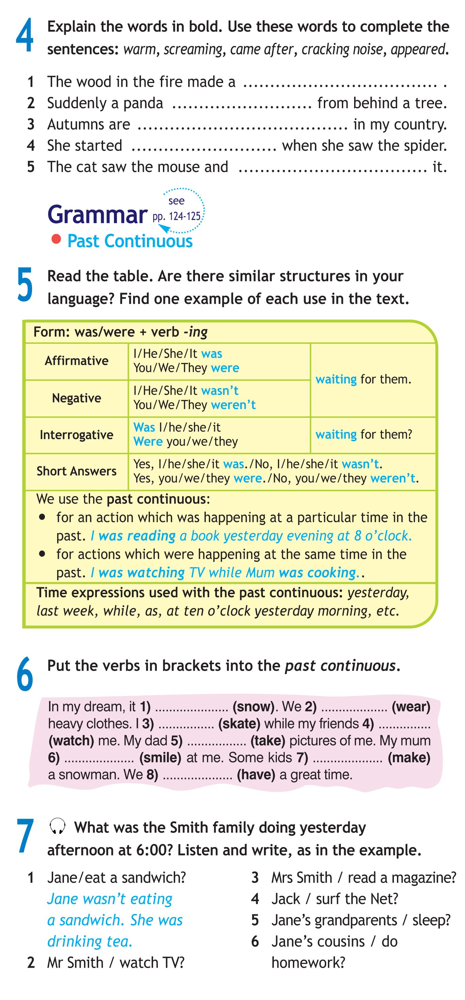 4 Explain the words in bold. Use these words to complete the
sentences: warm, screaming, came after, cracking noise, appeared.
1 The wood in the fire made a .................................... .
2 Suddenly a panda .......................... from behind a tree.
3 Autumns are ....................................... in my country.
4 She started ........................... when she saw the spider.
5 The cat saw the mouse and ................................... it.
see
Grammar pp. 124-125
• Past Continuous
5 Read the table. Are there similar structures in your
language? Find one example of each use in the text.
Form: was/were + verb -ing
Affirmative
I/He/She/It was
You/We/They were
waiting for them.
Negative
I/He/She/It wasn't
You/We/They weren't
Interrogative
Was I/he/she/it
Were you/we/they
waiting for them?
Short Answers
Yes, I/he/she/it was./No, I/he/she/it wasn't.
Yes, you/we/they were./No, you/we/they weren't.
We use the past continuous:
• for an action which was happening at a particular time in the
past. I was reading a book yesterday evening at 8 o'clock.
• for actions which were happening at the same time in the
past. I was watching TV while Mum was cooking..
Time expressions used with the past continuous: yesterday,
last week, while, as, at ten o'clock yesterday morning, etc.
6 Put the verbs in brackets into the past continuous.
In my dream, it 1) ..................... (snow). We 2) ................... (wear)
heavy clothes. I 3) ................ (skate) while my friends 4) ...............
(watch) me. My dad 5) ................. (take) pictures of me. My mum
6) .................... (smile) at me. Some kids 7) .................... (make)
a snowman. We 8) .................... (have) a great time.
7 What was the Smith family doing yesterday
afternoon at 6:00? Listen and write, as in the example.
1 Jane/eat a sandwich?
Jane wasn't eating
a sandwich. She was
drinking tea.
2 Mr Smith / watch TV?
3 Mrs Smith / read a magazine?
4 Jack / surf the Net?
5 Jane's grandparents / sleep?
6 Jane's cousins / do
homework?